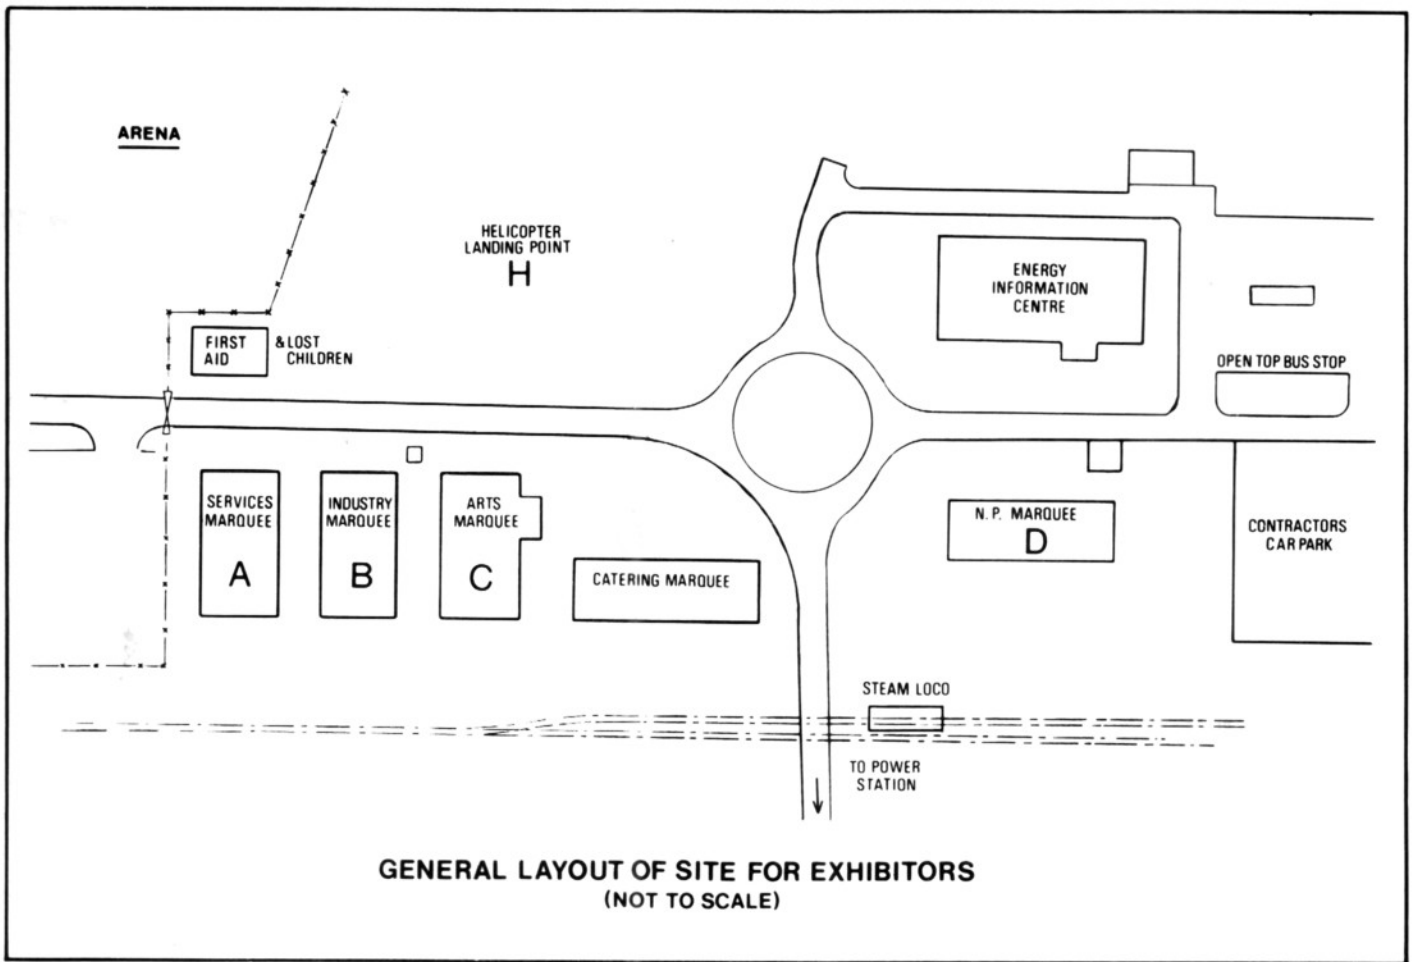 ARENA
HELICOPTER
LANDING POINT
H
ENERGY
INFORMATION
CENTRE
FIRST
AID
& LOST
CHILDREN
OPEN TOP BUS STOP
SERVICES
MARQUEE
A
INDUSTRY
MARQUEE
B
ARTS
MARQUEE
C
CATERING MARQUEE
N.P. MARQUEE
D
CONTRACTORS
CAR PARK
STEAM LOCO
TO POWER
STATION
GENERAL LAYOUT OF SITE FOR EXHIBITORS
(NOT TO SCALE)